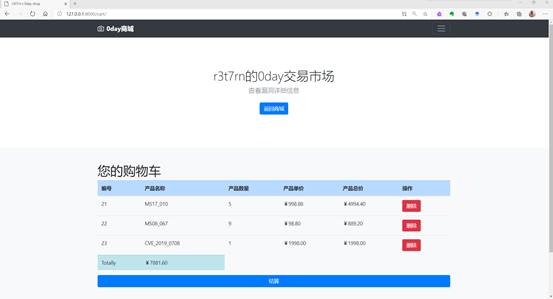 r3t7rn's 0day shop
127.0.0.1:8000/cart/
0day商城
r3t7rn的0day交易市场
查看漏洞详细信息
返回商城
您的购物车
编号 产品名称 产品数量 产品单价 产品总价 操作
21 MS17_010 5 ¥998.88 ¥4994.40 删除
22 MS08_067 9 ¥98.80 ¥889.20 删除
23 CVE_2019_0708 1 ¥1998.00 ¥1998.00 删除
Totally ¥7881.60
结算